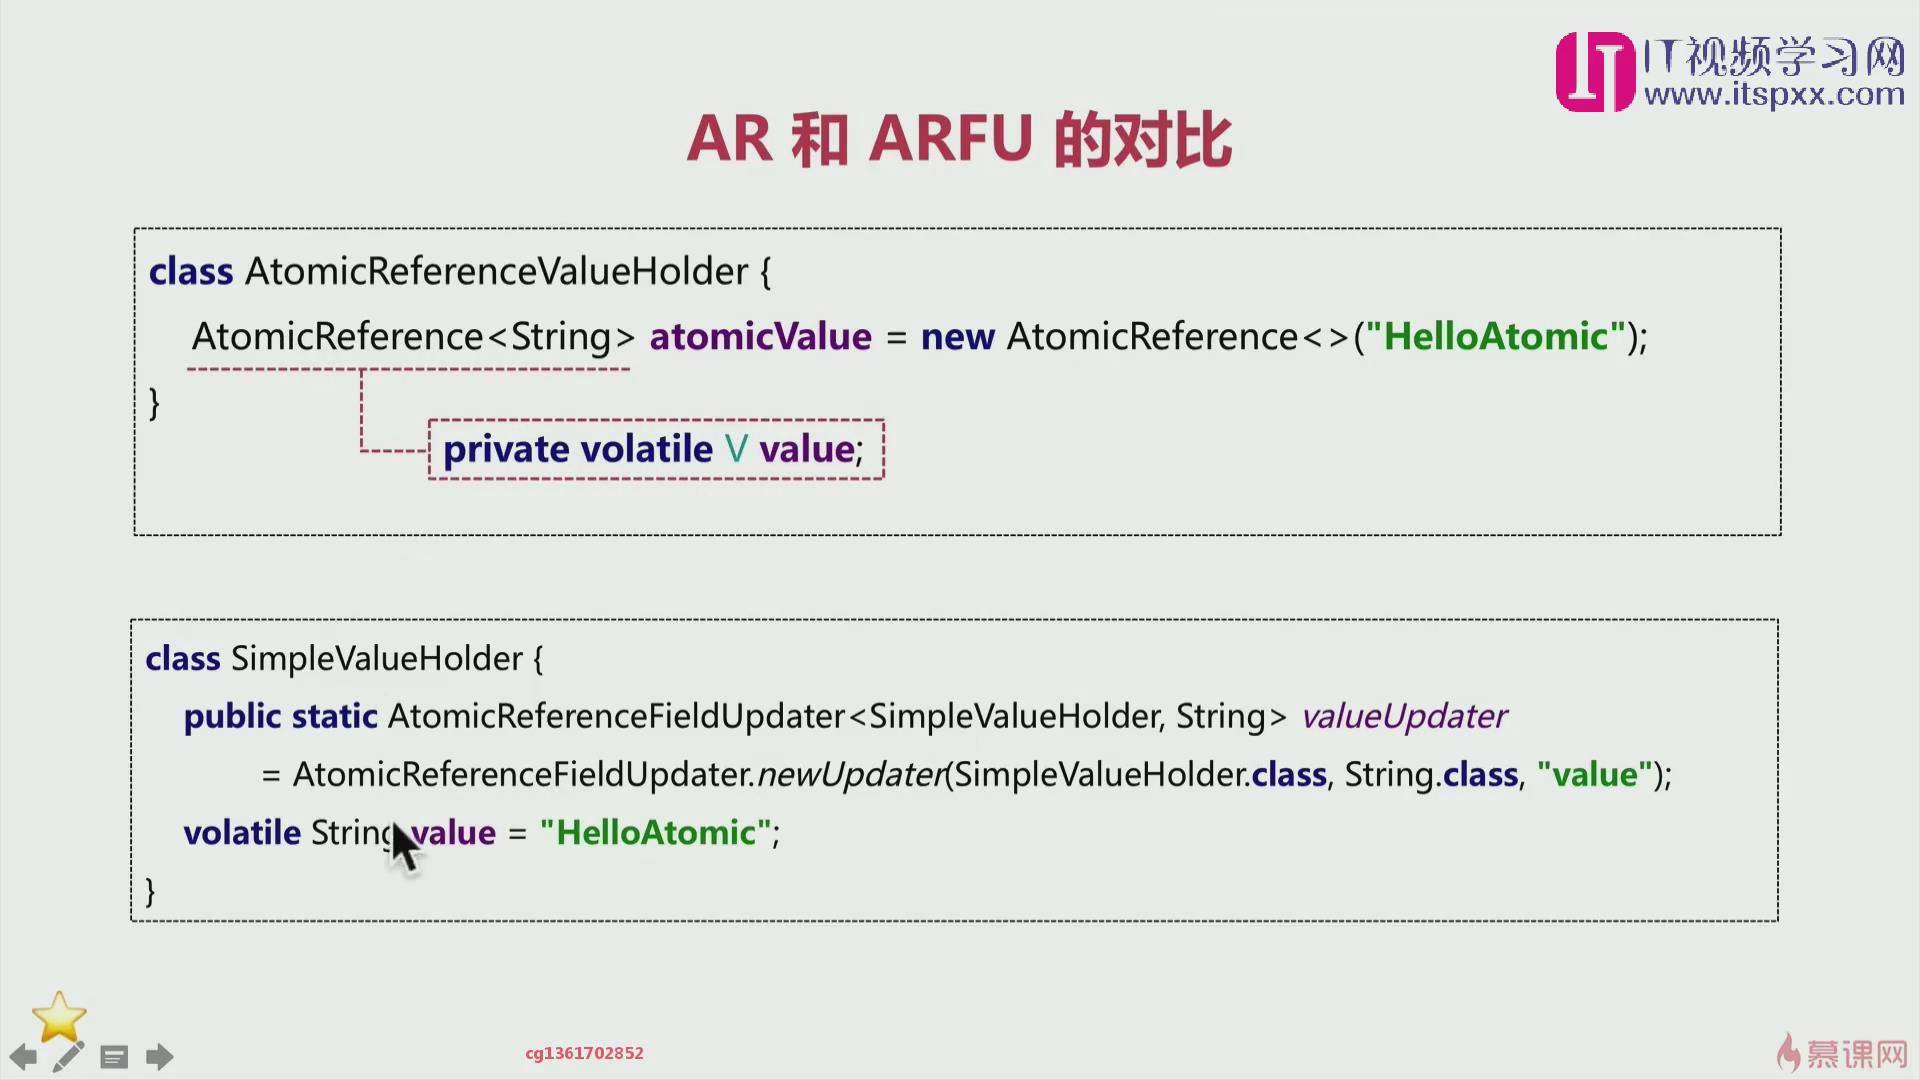 IT视频学习网
www.itspxx.com
AR 和 ARFU 的对比
class AtomicReferenceValueHolder {
AtomicReference<String> atomicValue = new AtomicReference<>("HelloAtomic");
}
private volatile V value;
class SimpleValueHolder {
public static AtomicReferenceFieldUpdater<SimpleValueHolder, String> valueUpdater
= AtomicReferenceFieldUpdater.newUpdater(SimpleValueHolder.class, String.class, "value");
volatile String value = "HelloAtomic";
}
cg1361702852
慕课网